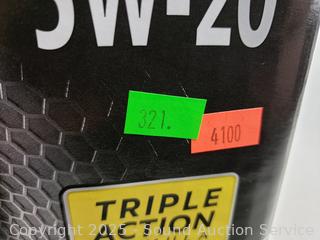 5W-20
321.
4100
TRIPLE
ACTION
Copyright 2025 - Sound Auction Service